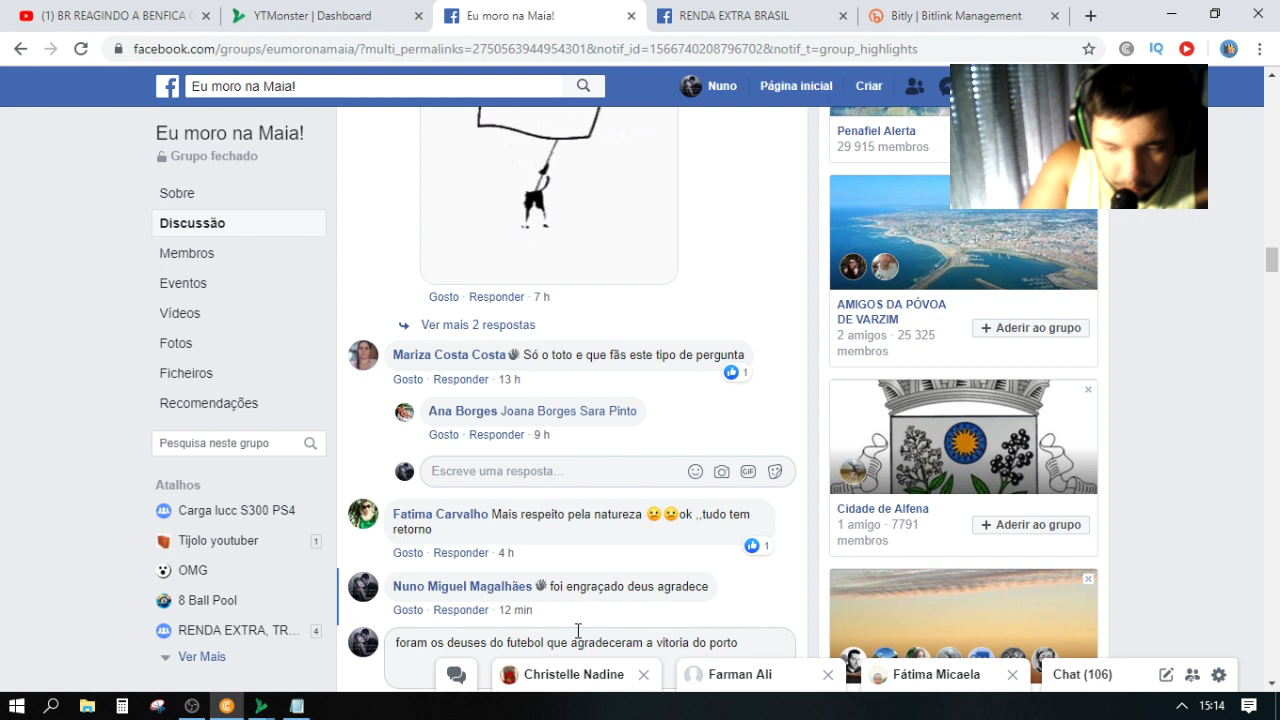 (1) BR REAGINDO A BENFICA
YTMonster | Dashboard
Eu moro na Maia!
RENDA EXTRA BRASIL
Bitly | Bitlink Management
facebook.com/groups/eumoronamaia/?multi_permalinks=2750563944954301&notif_id=1566740208796702&notif_t=group_highlights
Eu moro na Maia!
Nuno
Página inicial
Criar
Eu moro na Maia!
Grupo fechado
Sobre
Discussão
Membros
Eventos
Vídeos
Fotos
Ficheiros
Recomendações
Pesquisa neste grupo
Atalhos
Carga lucc S300 PS4
Tijolo youtuber 1
OMG
8 Ball Pool
RENDA EXTRA, TR... 4
Ver Mais
Gosto · Responder · 7 h
Ver mais 2 respostas
Mariza Costa Costa Só o toto e que fãs este tipo de pergunta
1
Gosto · Responder · 13 h
Ana Borges Joana Borges Sara Pinto
Gosto · Responder · 9 h
Escreve uma resposta...
GIF
Fatima Carvalho Mais respeito pela natureza 😕😕ok ,,tudo tem
retorno
1
Gosto · Responder · 4 h
Nuno Miguel Magalhães foi engraçado deus agradece
Gosto · Responder · 12 min
foram os deuses do futebol que agradeceram a vitoria do porto
Penafiel Alerta
29 915 membros
AMIGOS DA PÓVOA
DE VARZIM
2 amigos · 25 325
membros
+ Aderir ao grupo
Cidade de Alfena
1 amigo · 7791
membros
+ Aderir ao grupo
Christelle Nadine
Farman Ali
Fátima Micaela
Chat (106)
15:14